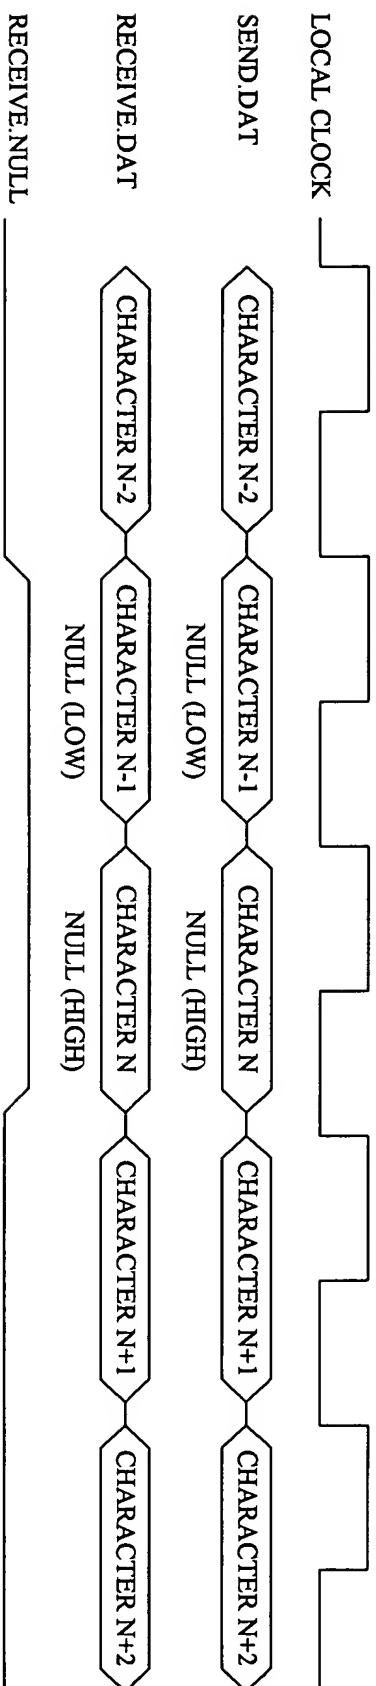 LOCAL CLOCK
SEND.DAT
CHARACTER N-2
CHARACTER N-1
CHARACTER N
CHARACTER N+1
CHARACTER N+2
NULL (LOW)
NULL (HIGH)
RECEIVE.DAT
CHARACTER N-2
CHARACTER N-1
CHARACTER N
CHARACTER N+1
CHARACTER N+2
NULL (LOW)
NULL (HIGH)
RECEIVE.NULL